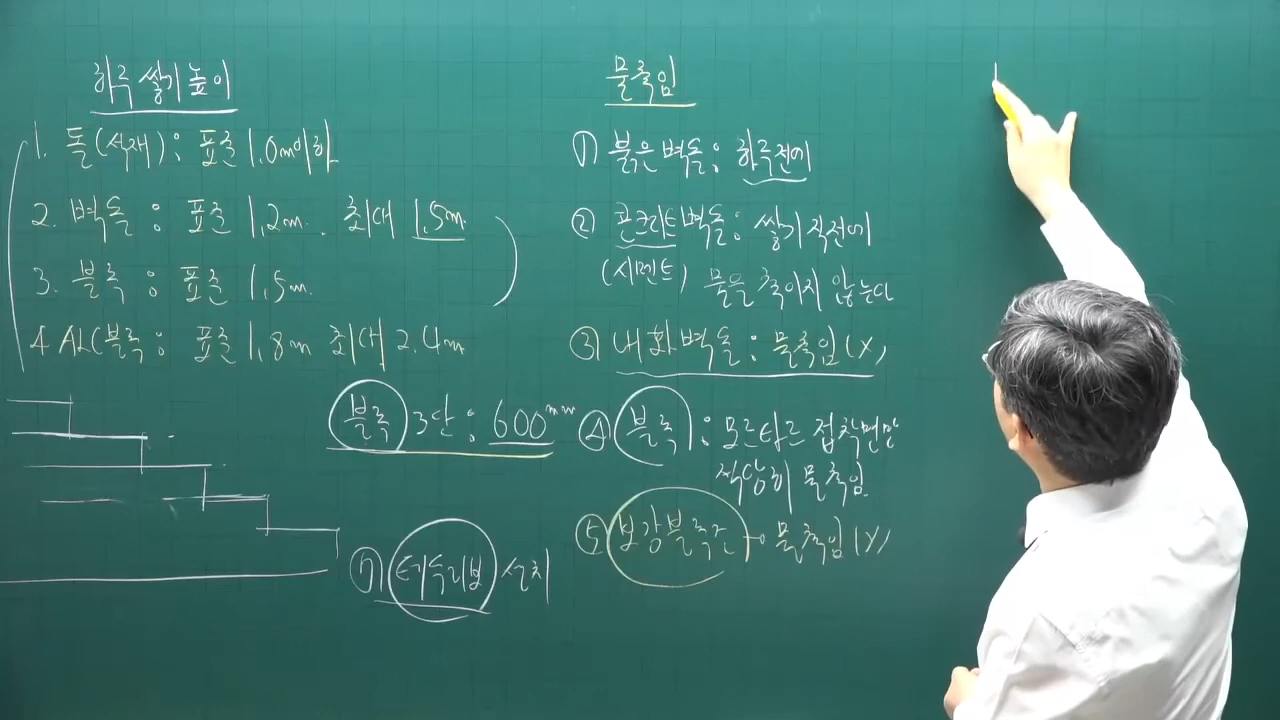 하루 쌓기 높이
1. 돌(석재) : 표준 1.0m이하
2. 벽돌 : 표준 1.2m. 최대 1.5m
3. 블록 : 표준 1.5m.
4 ALC블록 : 표준 1.8m 최대 2.4m
블록 3단 : 600mm
⑦ 테두리보 설치
물축임
① 붉은벽돌 : 하루전에
② 콘크리트벽돌 : 쌓기 직전에
(시멘트) 물을 축이지 않는다
③ 내화벽돌 : 물축임(X)
④ 블록 : 모르타르 접착면만
적당히 물축임
⑤ 보강블록조 → 물축임(X)